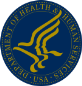 DEPARTMENT OF HEALTH & HUMAN SERVICES
· USA ·